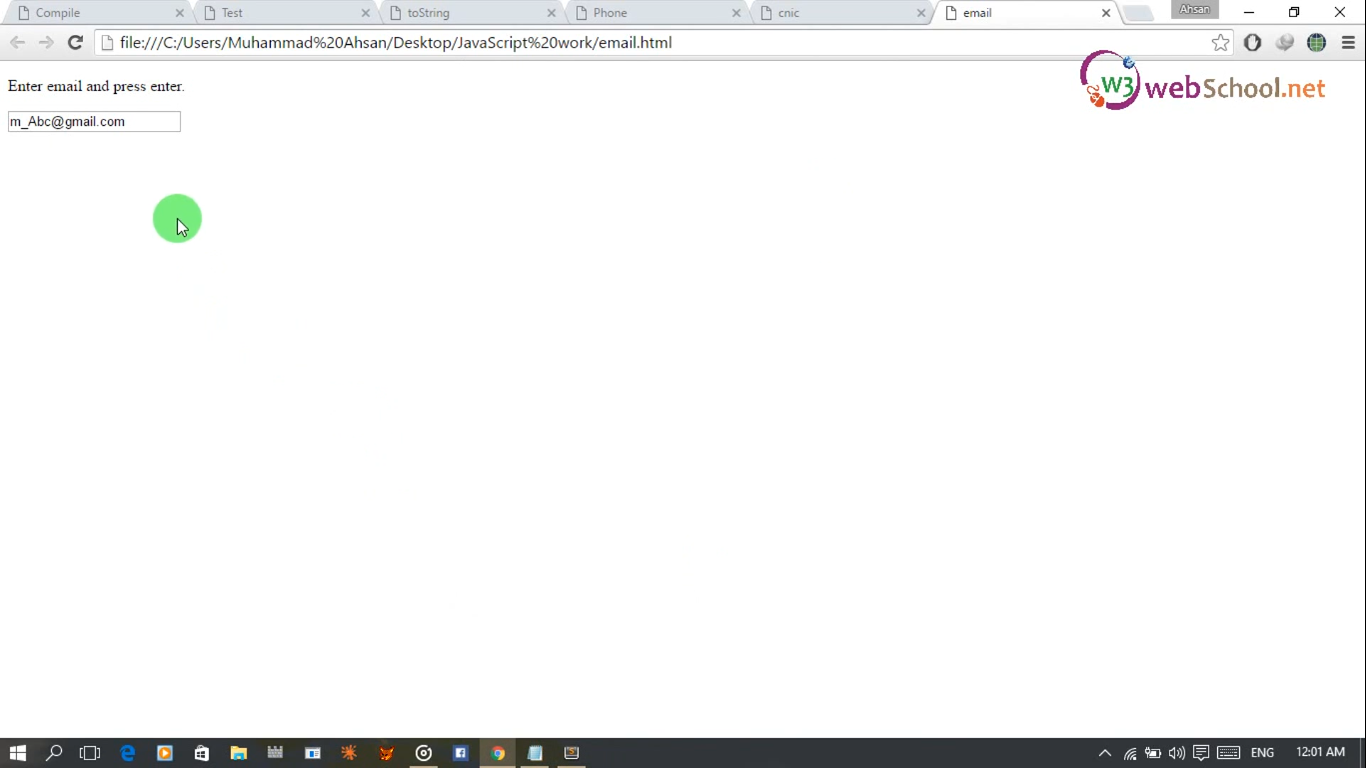 Compile
Test
toString
Phone
cnic
email
Ahsan
file:///C:/Users/Muhammad%20Ahsan/Desktop/JavaScript%20work/email.html
W3 webSchool.net
Enter email and press enter.
m_Abc@gmail.com
ENG
12:01 AM